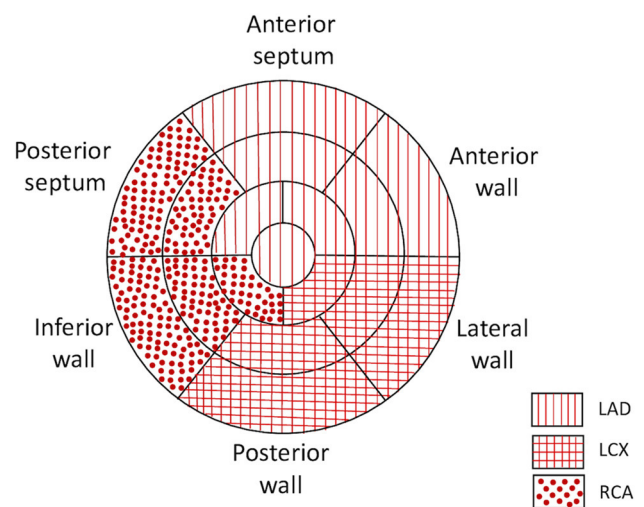 Anterior
septum
Posterior
septum
Anterior
wall
Inferior
wall
Lateral
wall
Posterior
wall
LAD
LCX
RCA